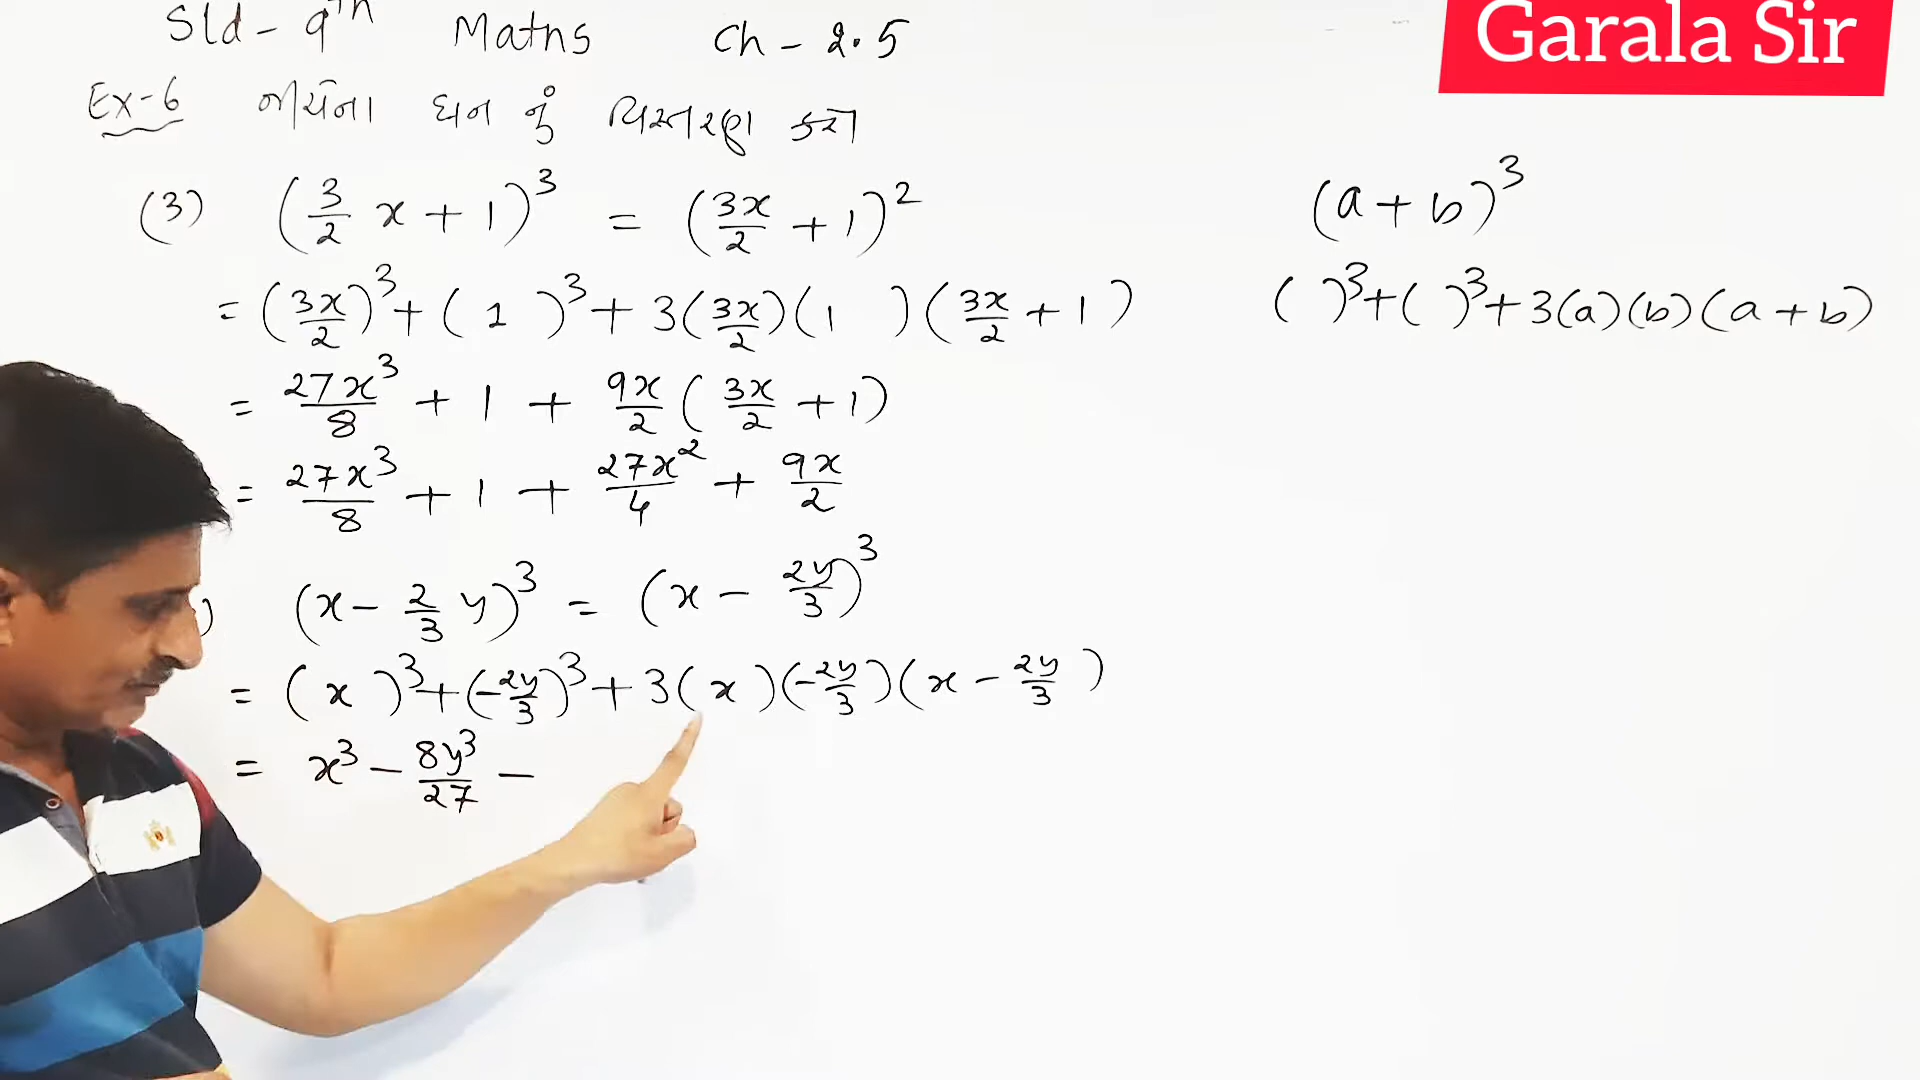 Std - 9th Maths Ch - 2.5
Garala Sir
Ex-6 નીચેના ઘન નું વિસ્તરણ કરો
(3) (3/2 x + 1)³ = (3x/2 + 1)²
(a + b)³
= (3x/2)³ + (1)³ + 3(3x/2)(1)(3x/2 + 1)
( )³ + ( )³ + 3(a)(b)(a + b)
= 27x³/8 + 1 + 9x/2 (3x/2 + 1)
= 27x³/8 + 1 + 27x²/4 + 9x/2
) (x - 2/3 y)³ = (x - 2y/3)³
= (x)³ + (-2y/3)³ + 3(x)(-2y/3)(x - 2y/3)
= x³ - 8y³/27 -